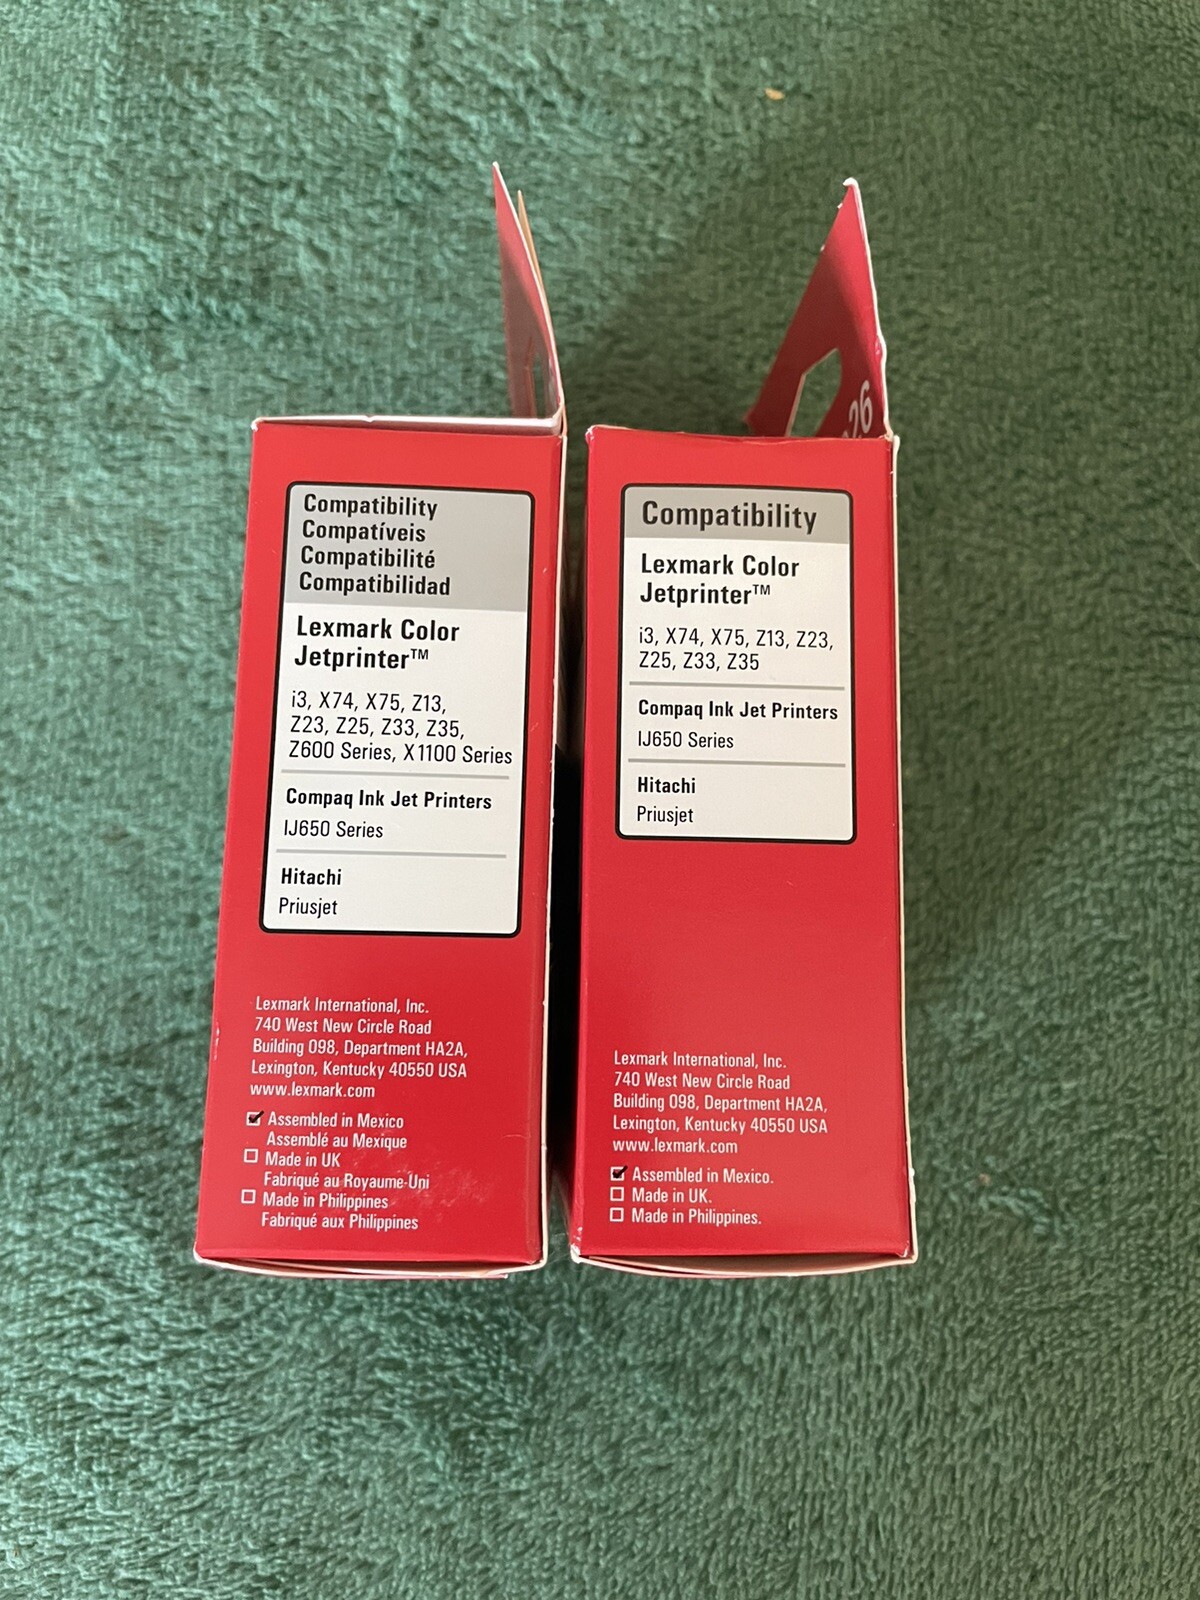 Compatibility
Compatíveis
Compatibilité
Compatibilidad
Lexmark Color
Jetprinter™
i3, X74, X75, Z13,
Z23, Z25, Z33, Z35,
Z600 Series, X1100 Series
Compaq Ink Jet Printers
IJ650 Series
Hitachi
Priusjet
Lexmark International, Inc.
740 West New Circle Road
Building 098, Department HA2A,
Lexington, Kentucky 40550 USA
www.lexmark.com
Assembled in Mexico
Assemblé au Mexique
Made in UK
Fabriqué au Royaume-Uni
Made in Philippines
Fabriqué aux Philippines
26
Compatibility
Lexmark Color
Jetprinter™
i3, X74, X75, Z13, Z23,
Z25, Z33, Z35
Compaq Ink Jet Printers
IJ650 Series
Hitachi
Priusjet
Lexmark International, Inc.
740 West New Circle Road
Building 098, Department HA2A,
Lexington, Kentucky 40550 USA
www.lexmark.com
Assembled in Mexico.
Made in UK.
Made in Philippines.